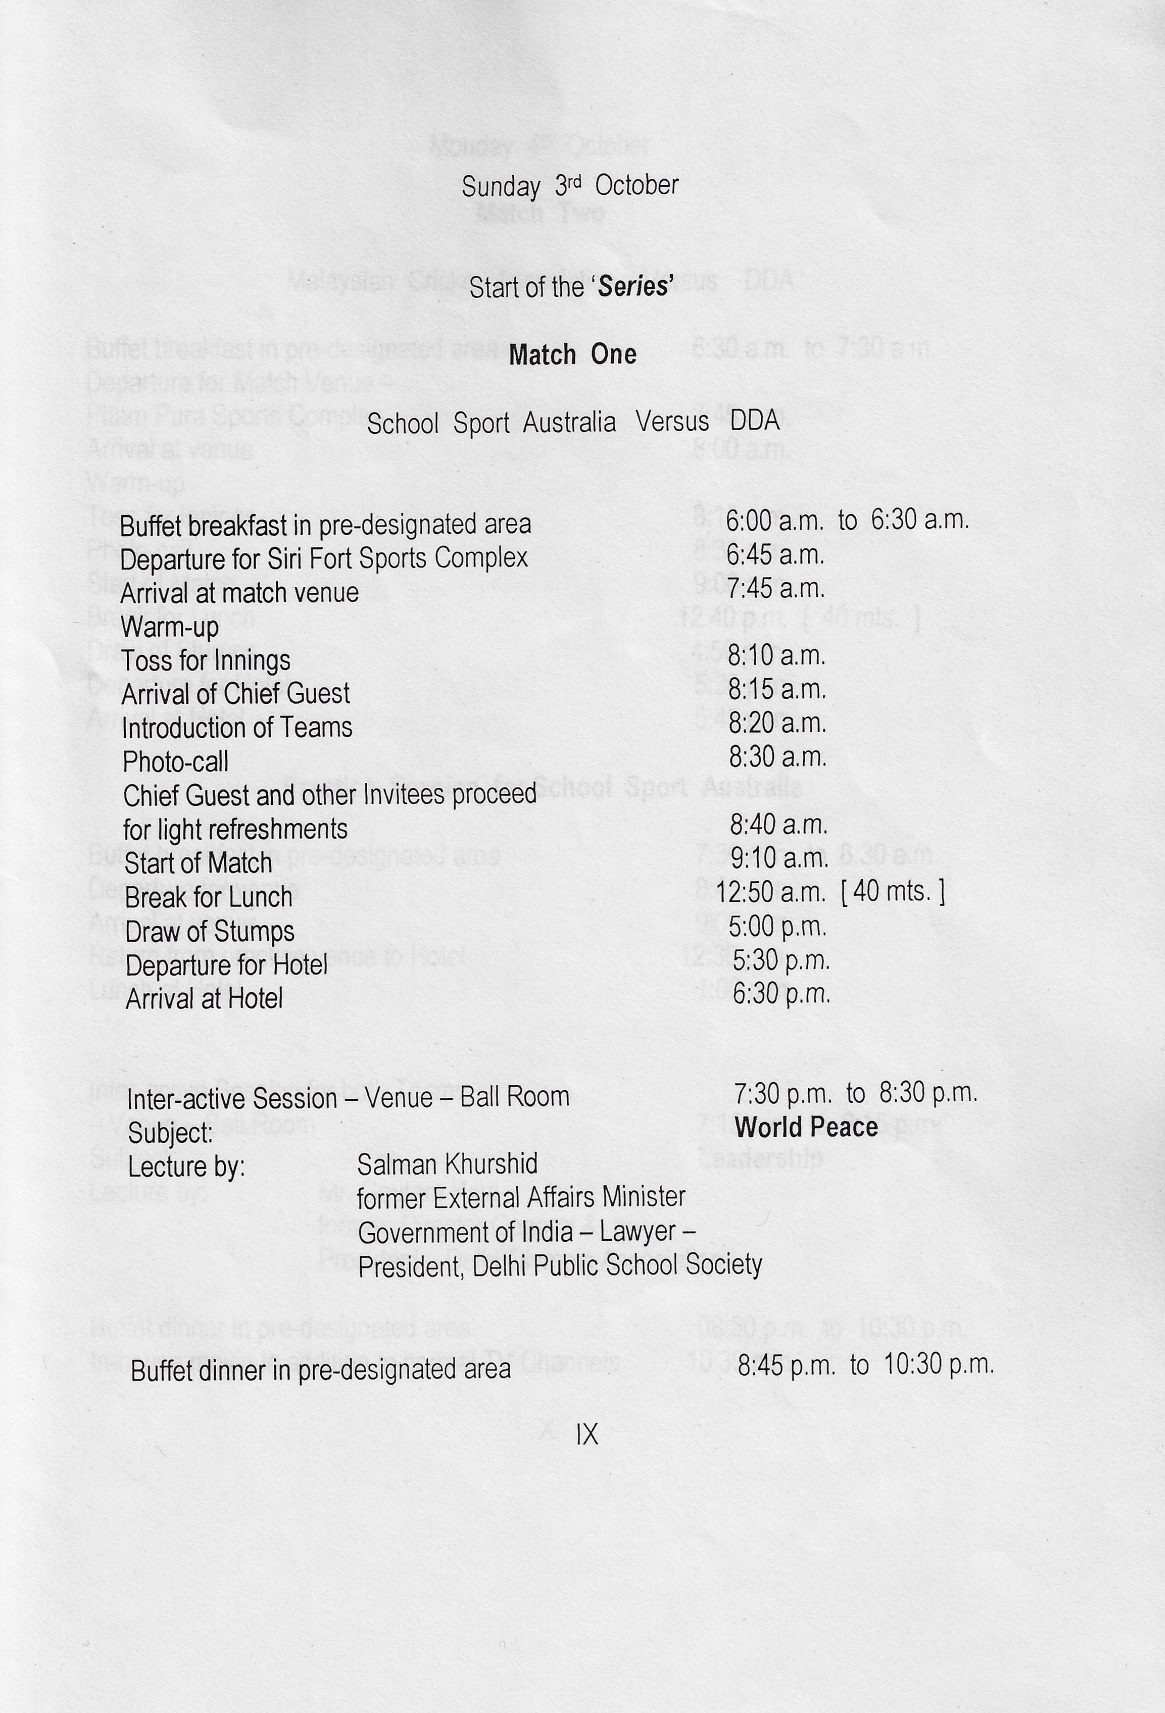 Sunday 3rd October
Start of the ‘Series’
Match One
School Sport Australia Versus DDA
Buffet breakfast in pre-designated area 6:00 a.m. to 6:30 a.m.
Departure for Siri Fort Sports Complex 6:45 a.m.
Arrival at match venue 7:45 a.m.
Warm-up
Toss for Innings 8:10 a.m.
Arrival of Chief Guest 8:15 a.m.
Introduction of Teams 8:20 a.m.
Photo-call 8:30 a.m.
Chief Guest and other Invitees proceed
for light refreshments 8:40 a.m.
Start of Match 9:10 a.m.
Break for Lunch 12:50 a.m. [ 40 mts. ]
Draw of Stumps 5:00 p.m.
Departure for Hotel 5:30 p.m.
Arrival at Hotel 6:30 p.m.
Inter-active Session – Venue – Ball Room 7:30 p.m. to 8:30 p.m.
Subject: World Peace
Lecture by: Salman Khurshid
former External Affairs Minister
Government of India – Lawyer –
President, Delhi Public School Society
Buffet dinner in pre-designated area 8:45 p.m. to 10:30 p.m.
IX